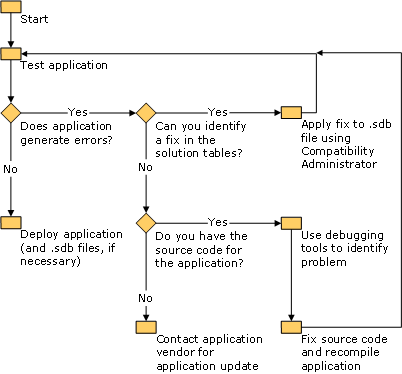 Start
Test application
Yes
Yes
Does application
generate errors?
Can you identify
a fix in the
solution tables?
Apply fix to .sdb
file using
Compatibility
Administrator
No
No
Yes
Deploy application
(and .sdb files, if
necessary)
Do you have the
source code for
the application?
Use debugging
tools to identify
problem
No
Contact application
vendor for
application update
Fix source code
and recompile
application